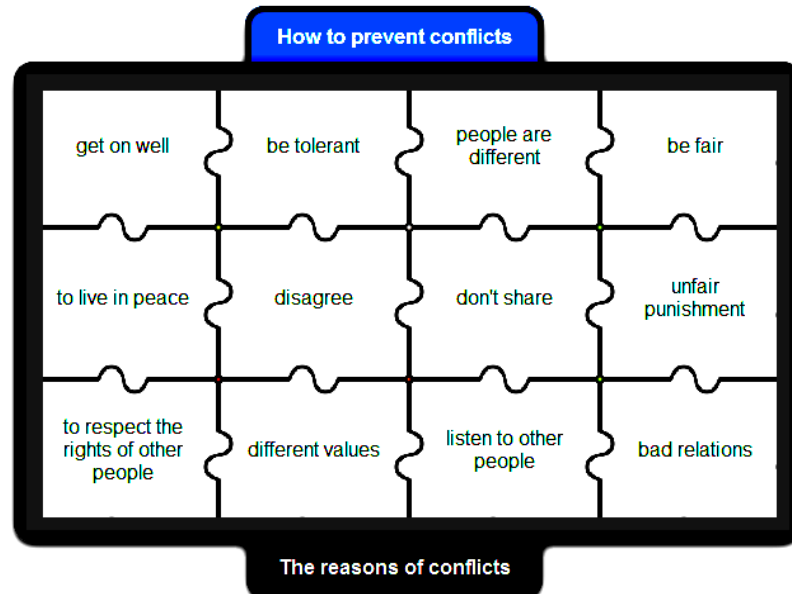 How to prevent conflicts
get on well
be tolerant
people are
different
be fair
to live in peace
disagree
don't share
unfair
punishment
to respect the
rights of other
people
different values
listen to other
people
bad relations
The reasons of conflicts